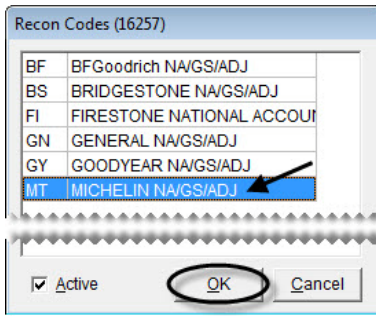 Recon Codes (16257)
BF BFGoodrich NA/GS/ADJ
BS BRIDGESTONE NA/GS/ADJ
FI FIRESTONE NATIONAL ACCOUN
GN GENERAL NA/GS/ADJ
GY GOODYEAR NA/GS/ADJ
MT MICHELIN NA/GS/ADJ
Active OK Cancel